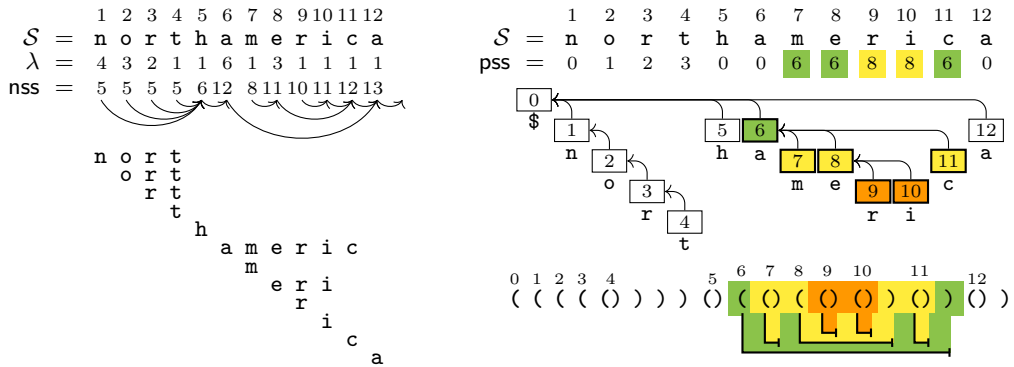 1 2 3 4 5 6 7 8 9 10 11 12
S = n o r t h a m e r i c a
λ = 4 3 2 1 1 6 1 3 1 1 1 1
nss = 5 5 5 5 6 12 8 11 10 11 12 13
n o r t
o r t
r t
t
h
a m e r i c
m
e r i
r
i
c
a
1 2 3 4 5 6 7 8 9 10 11 12
S = n o r t h a m e r i c a
pss = 0 1 2 3 0 0 6 6 8 8 6 0
0
$
1 5 6 12
n h a a
2 7 8 11
o m e c
3 9 10
r r i
4
t
0 1 2 3 4 5 6 7 8 9 10 11 12
( ( ( ( () ) ) ) () ( () ( () () ) () ) () )